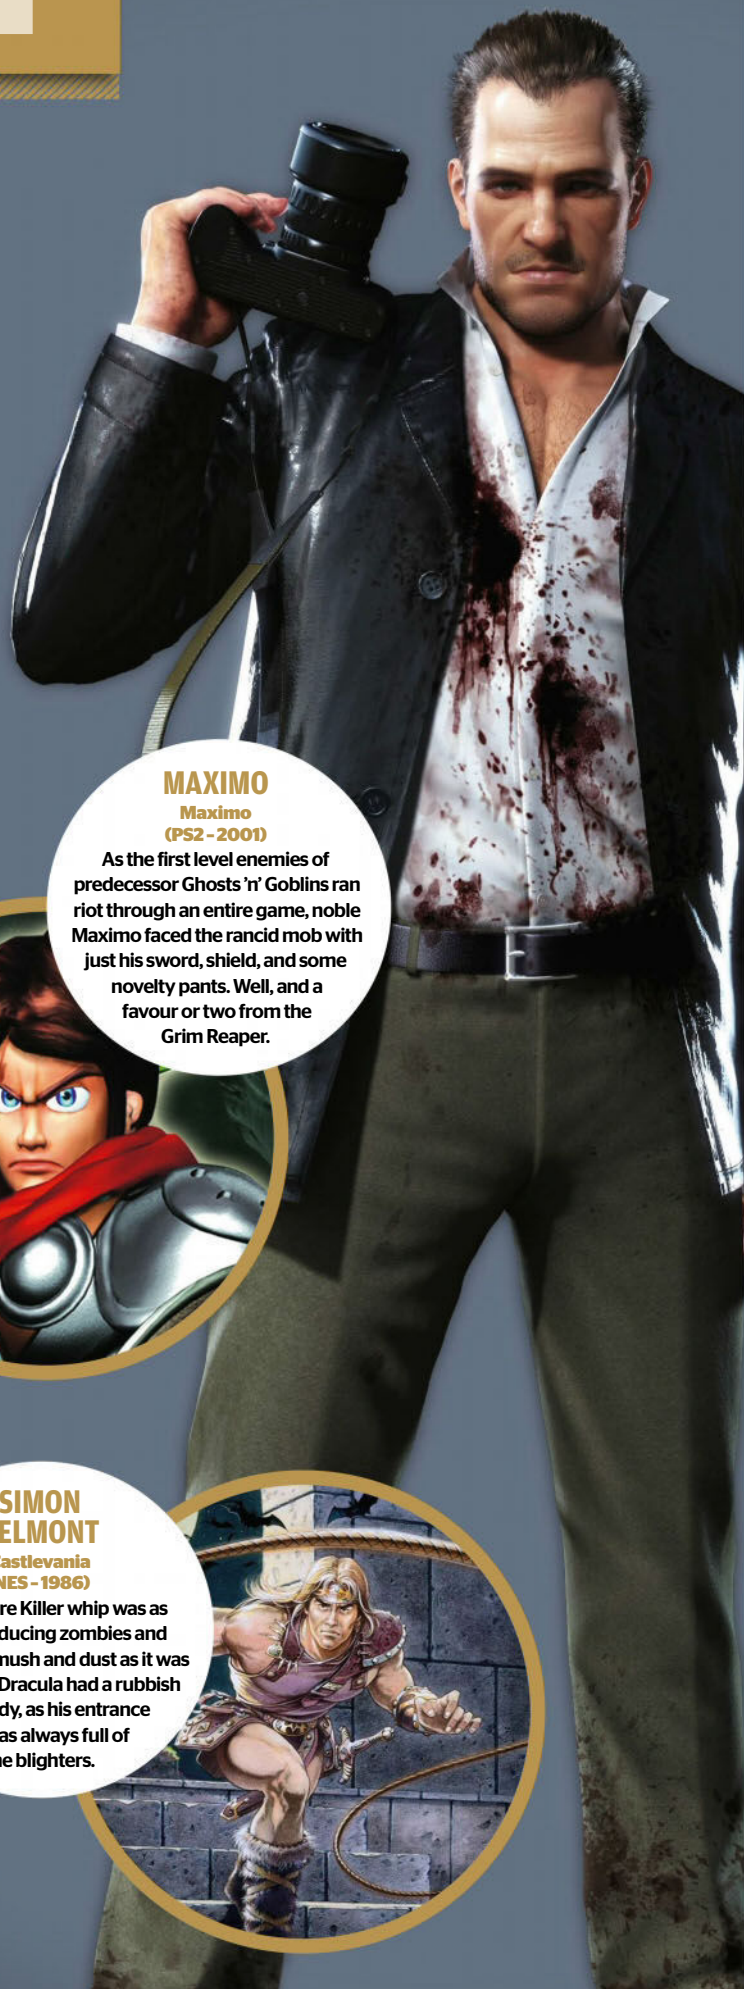 MAXIMO
Maximo
(PS2 – 2001)
As the first level enemies of
predecessor Ghosts ’n’ Goblins ran
riot through an entire game, noble
Maximo faced the rancid mob with
just his sword, shield, and some
novelty pants. Well, and a
favour or two from the
Grim Reaper.
SIMON
ELMONT
astlevania
NES – 1986)
re Killer whip was as
ducing zombies and
mush and dust as it was
Dracula had a rubbish
dy, as his entrance
as always full of
e blighters.